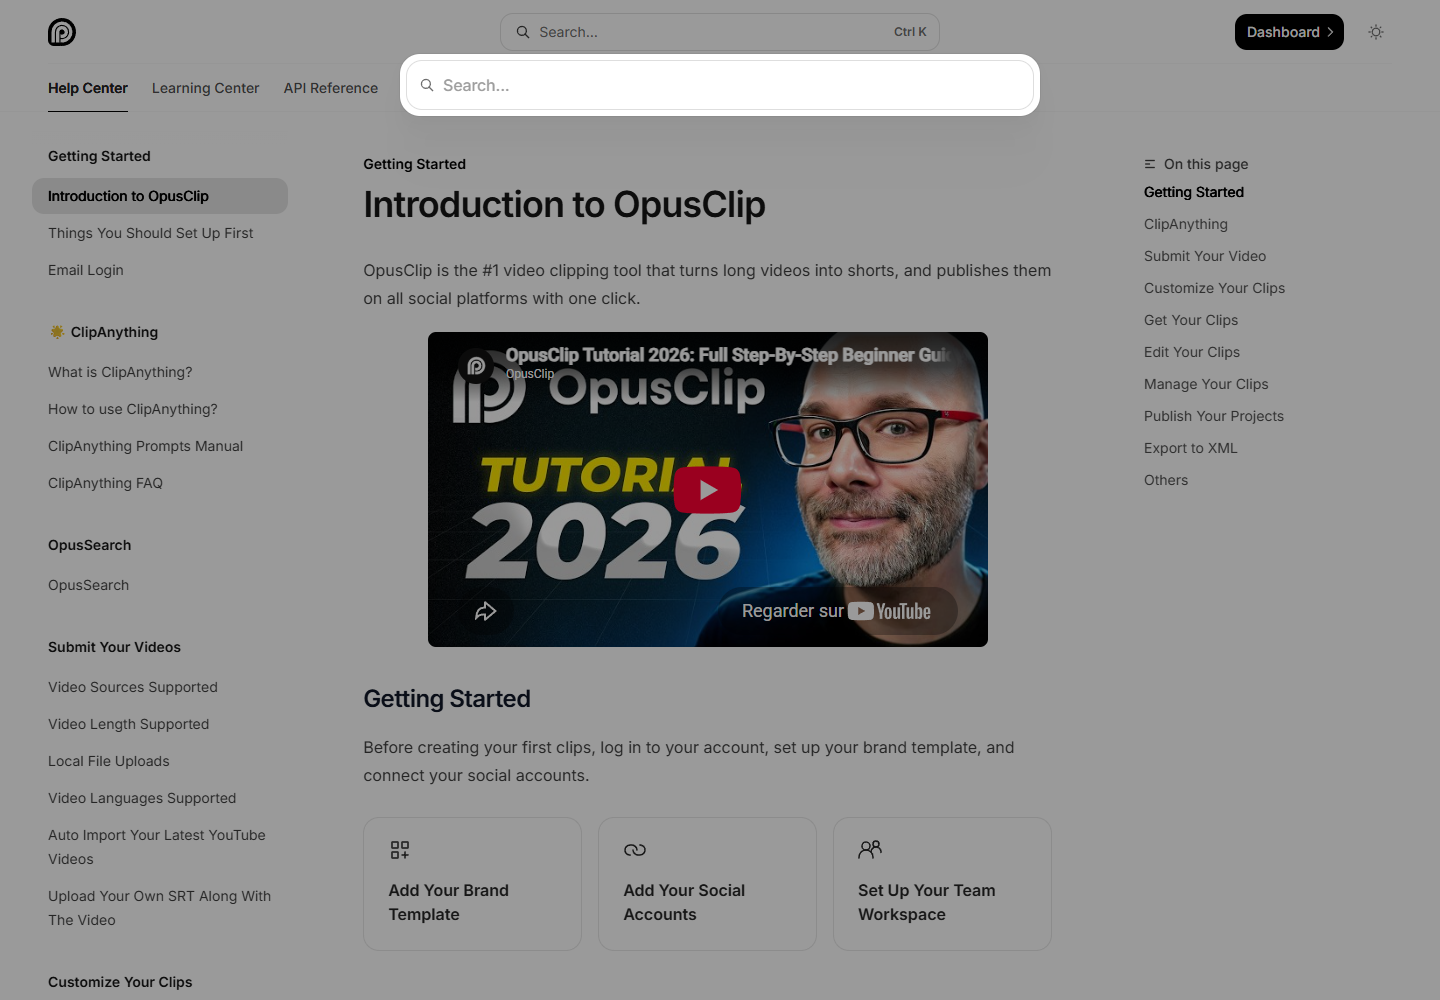 Search...
Ctrl K
Dashboard
Help Center
Learning Center
API Reference
Search...
Getting Started
Introduction to OpusClip
Things You Should Set Up First
Email Login
ClipAnything
What is ClipAnything?
How to use ClipAnything?
ClipAnything Prompts Manual
ClipAnything FAQ
OpusSearch
OpusSearch
Submit Your Videos
Video Sources Supported
Video Length Supported
Local File Uploads
Video Languages Supported
Auto Import Your Latest YouTube
Videos
Upload Your Own SRT Along With
The Video
Customize Your Clips
Getting Started
Introduction to OpusClip
OpusClip is the #1 video clipping tool that turns long videos into shorts, and publishes them
on all social platforms with one click.
OpusClip Tutorial 2026: Full Step-By-Step Beginner
OpusClip
OpusClip
TUTORIAL
2026
Regarder sur YouTube
Getting Started
Before creating your first clips, log in to your account, set up your brand template, and
connect your social accounts.
Add Your Brand
Template
Add Your Social
Accounts
Set Up Your Team
Workspace
On this page
Getting Started
ClipAnything
Submit Your Video
Customize Your Clips
Get Your Clips
Edit Your Clips
Manage Your Clips
Publish Your Projects
Export to XML
Others